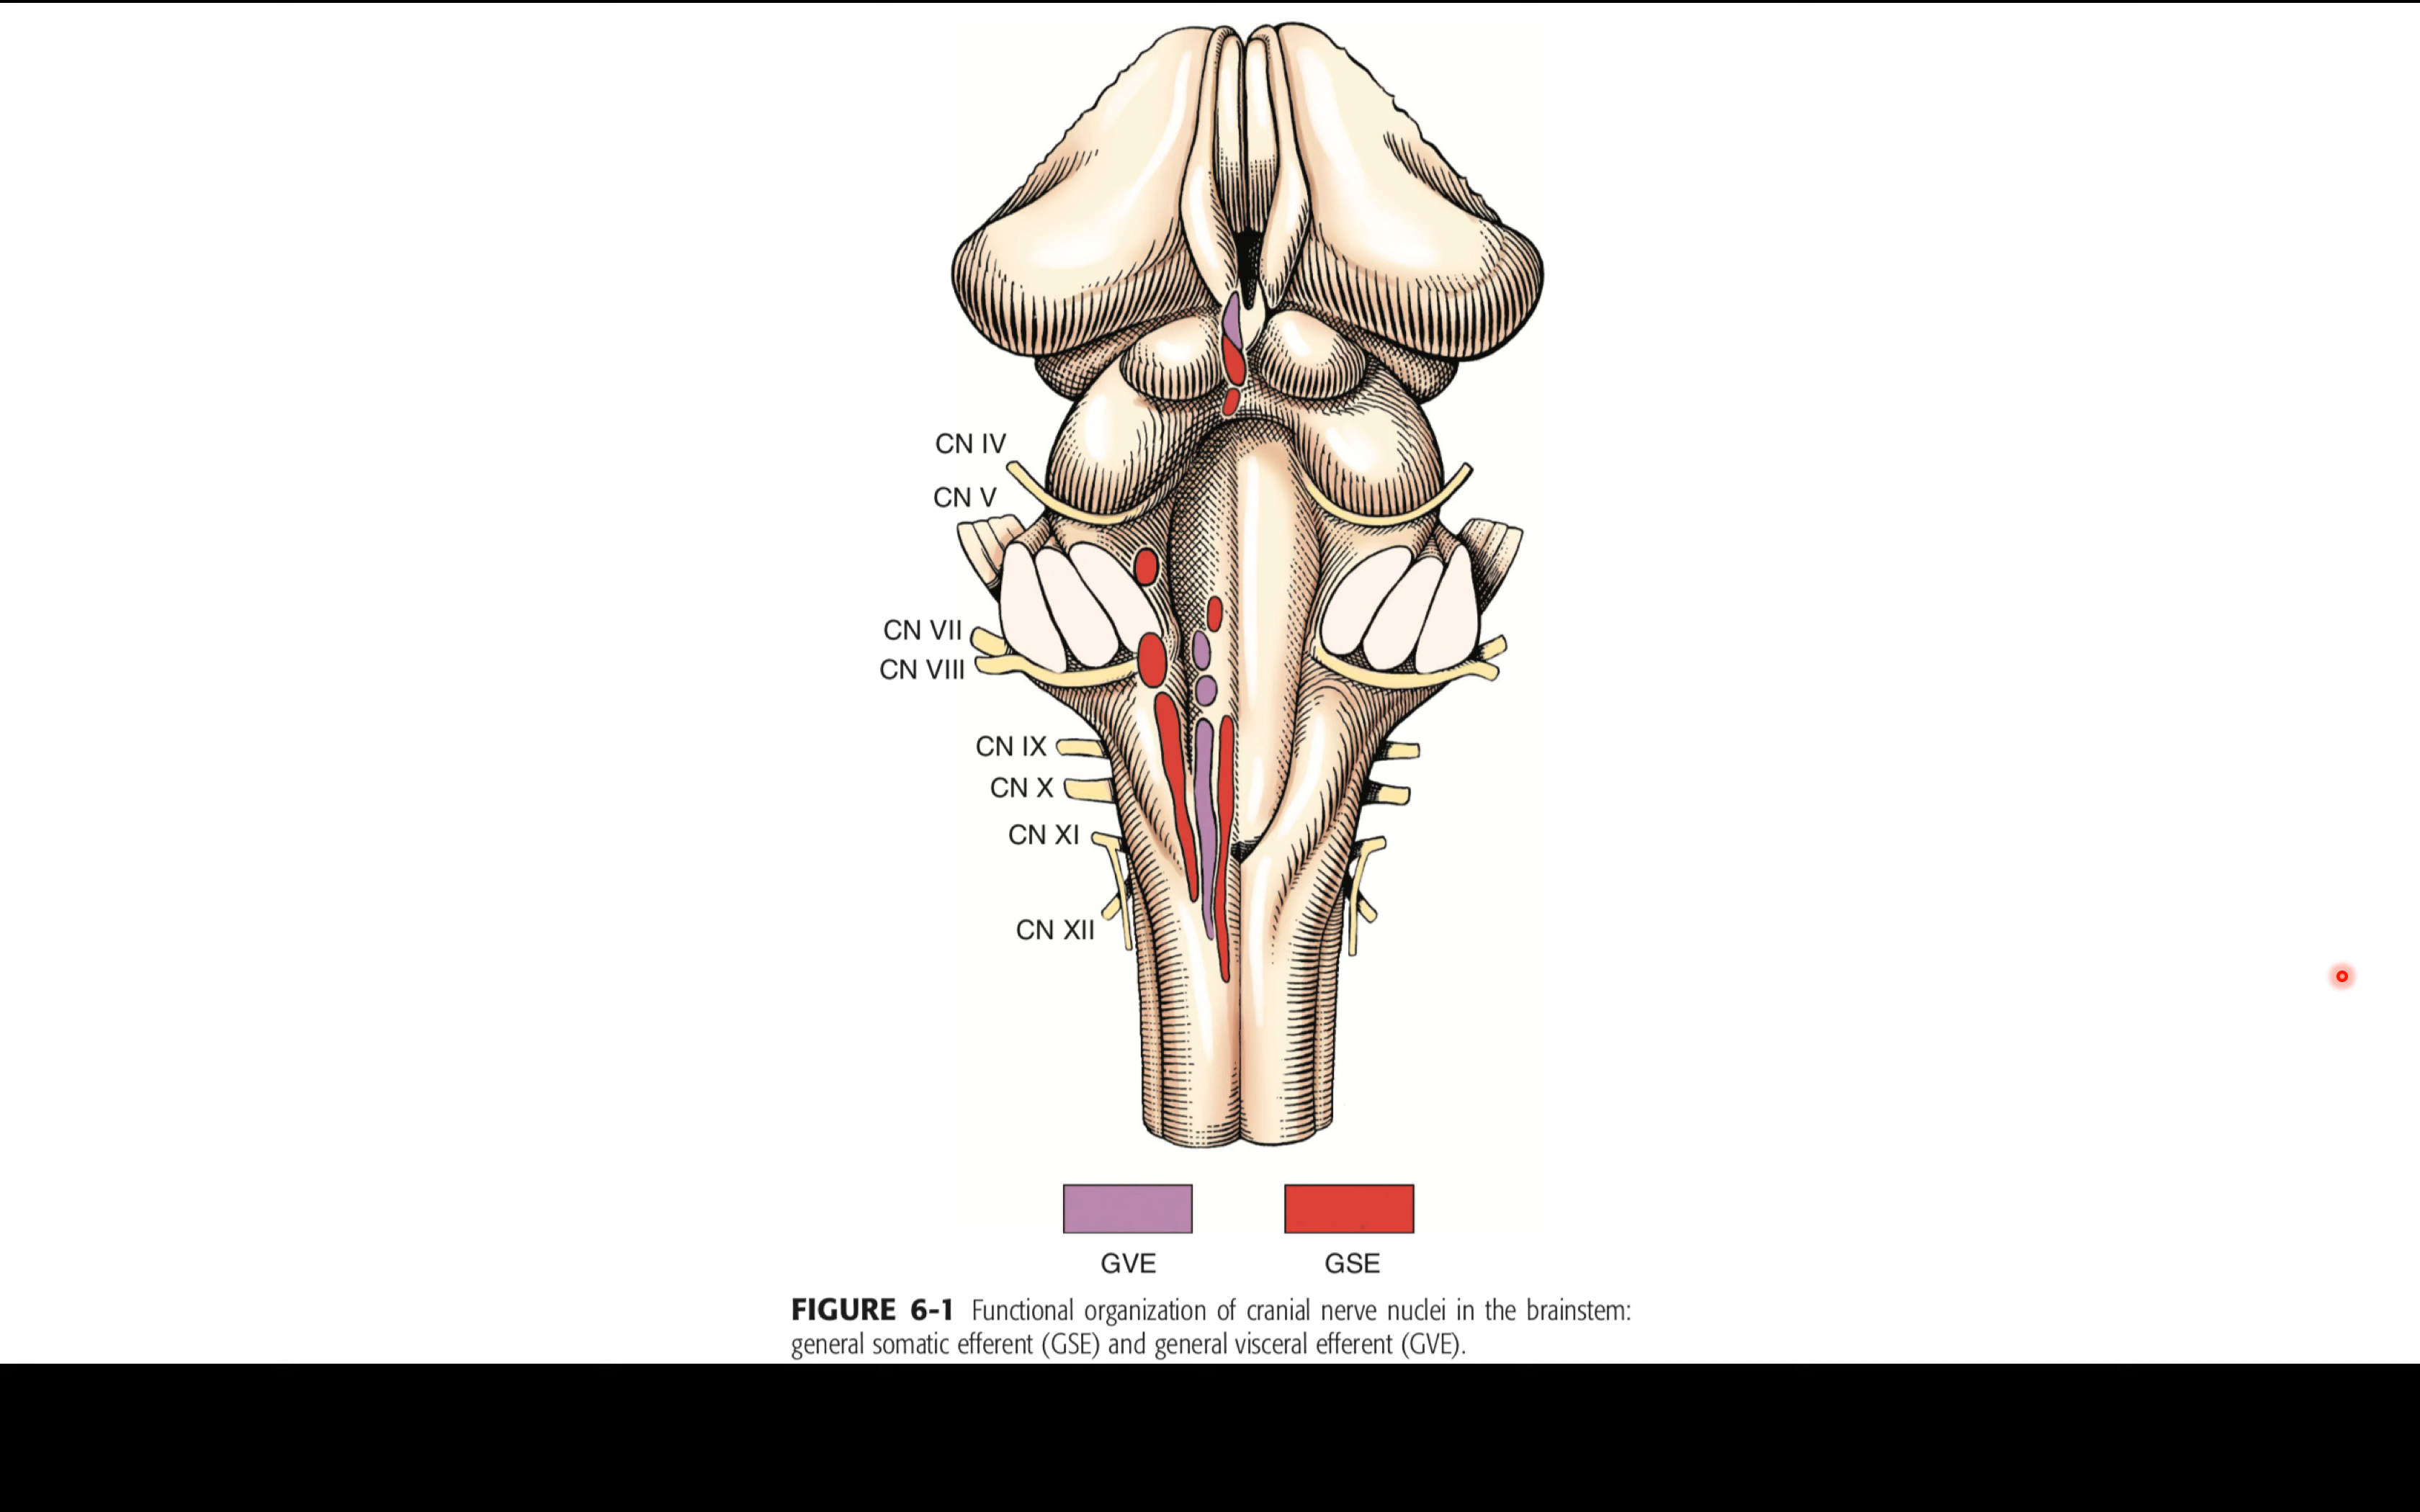 CN IV
CN V
CN VII
CN VIII
CN IX
CN X
CN XI
CN XII
GVE GSE
FIGURE 6-1 Functional organization of cranial nerve nuclei in the brainstem:
general somatic efferent (GSE) and general visceral efferent (GVE).